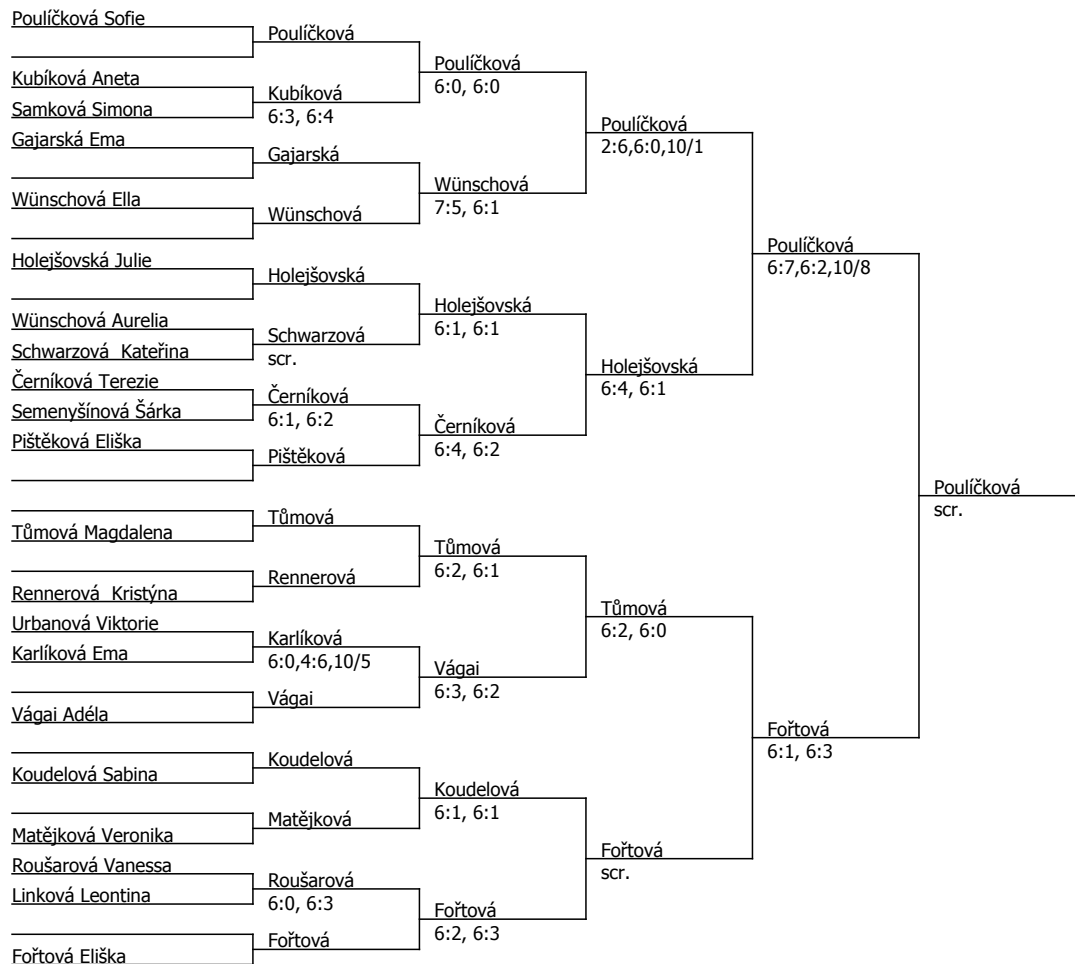 Poulíčková Sofie
Poulíčková
Poulíčková
6:0, 6:0
Kubíková Aneta
Kubíková
6:3, 6:4
Samková Simona
Poulíčková
2:6,6:0,10/1
Gajarská Ema
Gajarská
Wünschová
7:5, 6:1
Wünschová Ella
Wünschová
Poulíčková
6:7,6:2,10/8
Holejšovská Julie
Holejšovská
Holejšovská
6:1, 6:1
Wünschová Aurelia
Schwarzová
scr.
Schwarzová  Kateřina
Holejšovská
6:4, 6:1
Černíková Terezie
Černíková
6:1, 6:2
Semenyšínová Šárka
Černíková
6:4, 6:2
Pištěková Eliška
Pištěková
Poulíčková
scr.
Tůmová
Tůmová Magdalena
Tůmová
6:2, 6:1
Rennerová
Rennerová  Kristýna
Tůmová
6:2, 6:0
Urbanová Viktorie
Karlíková
6:0,4:6,10/5
Karlíková Ema
Vágai
6:3, 6:2
Vágai
Vágai Adéla
Fořtová
6:1, 6:3
Koudelová
Koudelová Sabina
Koudelová
6:1, 6:1
Matějková
Matějková Veronika
Fořtová
scr.
Roušarová Vanessa
Roušarová
6:0, 6:3
Linková Leontina
Fořtová
6:2, 6:3
Fořtová
Fořtová Eliška